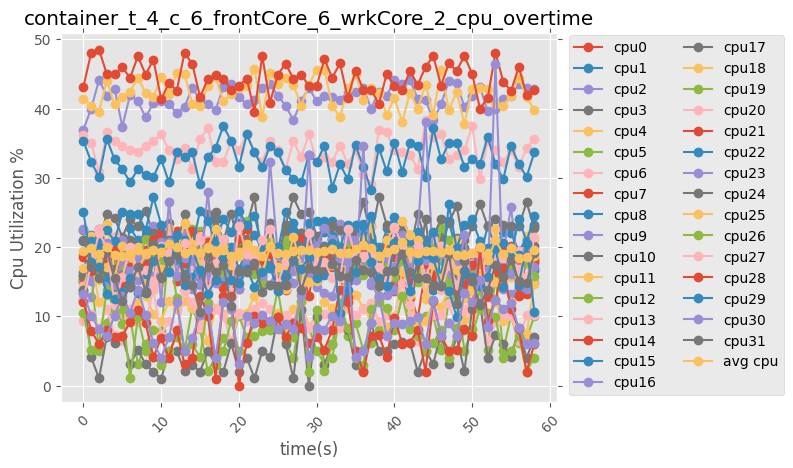 container_t_4_c_6_frontCore_6_wrkCore_2_cpu_overtime
50
40
30
20
10
0
Cpu Utilization %
0
10
20
30
40
50
60
time(s)
cpu0
cpu1
cpu2
cpu3
cpu4
cpu5
cpu6
cpu7
cpu8
cpu9
cpu10
cpu11
cpu12
cpu13
cpu14
cpu15
cpu16
cpu17
cpu18
cpu19
cpu20
cpu21
cpu22
cpu23
cpu24
cpu25
cpu26
cpu27
cpu28
cpu29
cpu30
cpu31
avg cpu